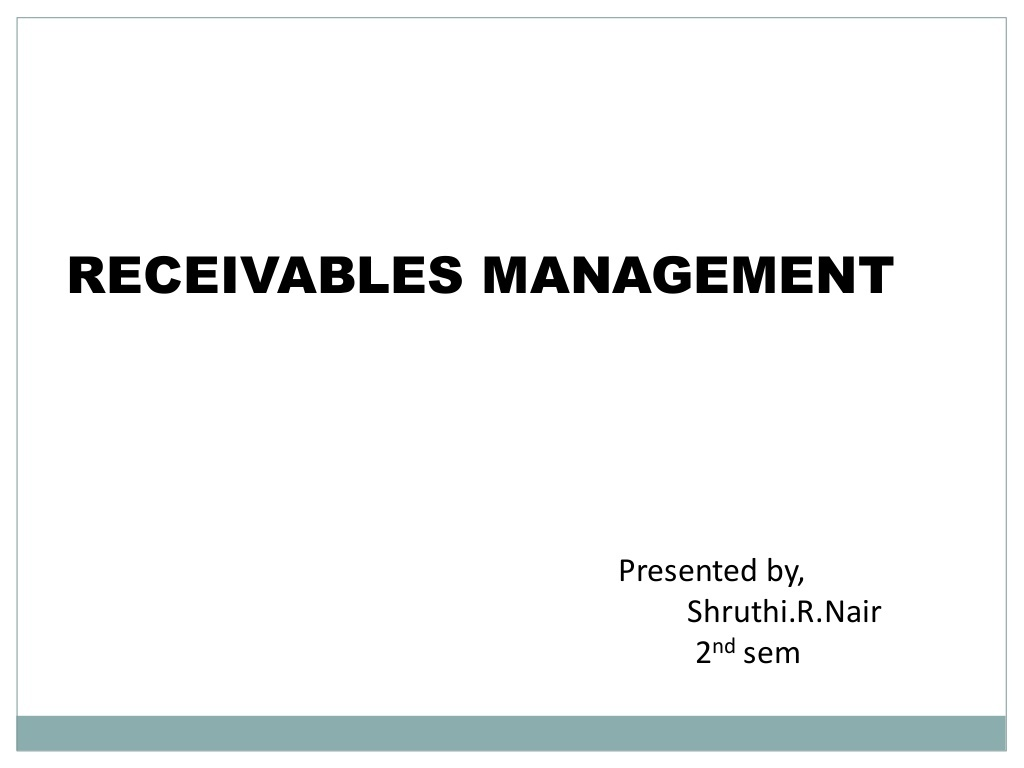 RECEIVABLES MANAGEMENT
Presented by,
Shruthi.R.Nair
2nd sem